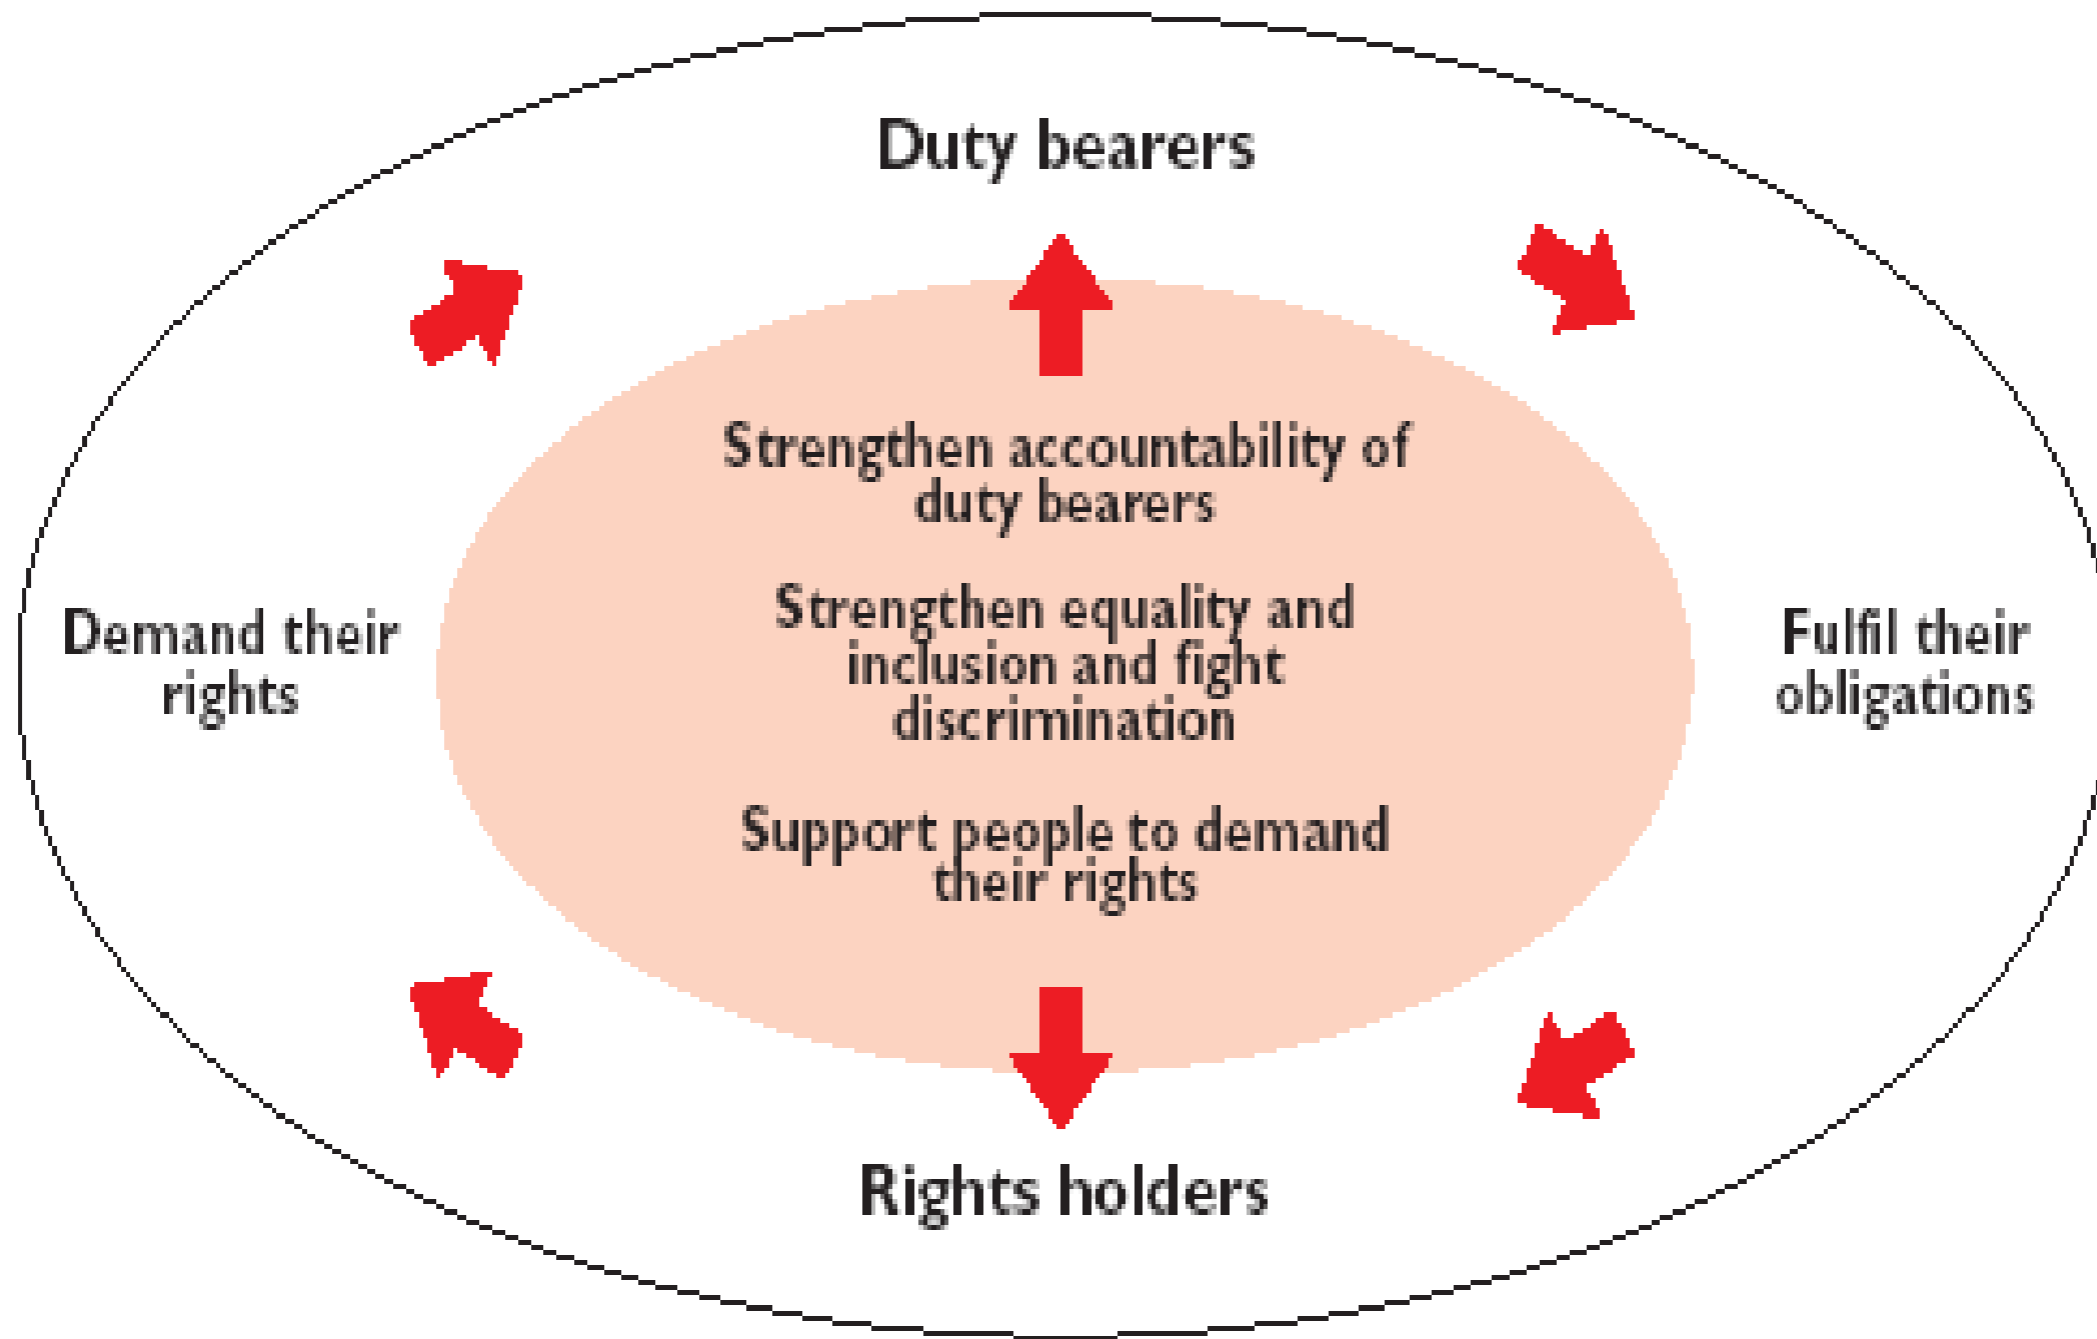 Duty bearers
Strengthen accountability of
duty bearers
Strengthen equality and
inclusion and fight
discrimination
Support people to demand
their rights
Demand their
rights
Fulfil their
obligations
Rights holders